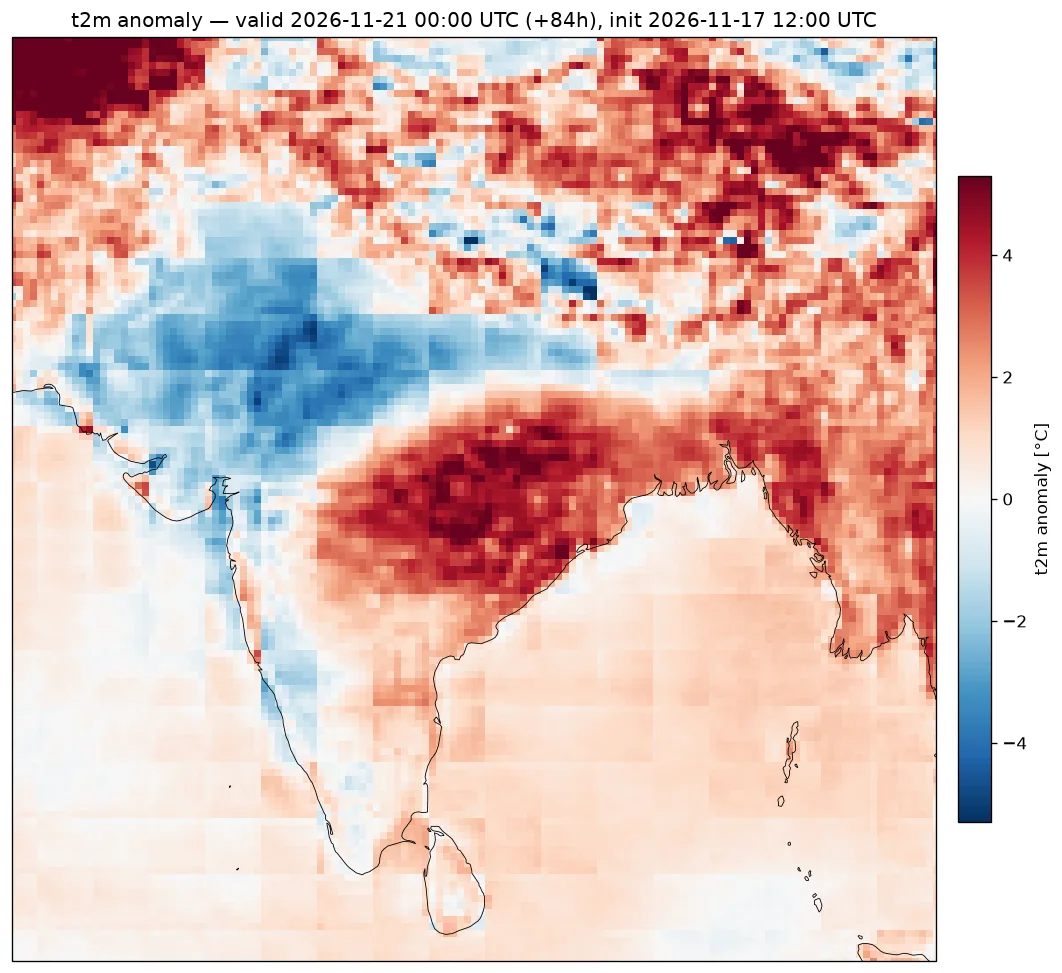 t2m anomaly — valid 2026-11-21 00:00 UTC (+84h), init 2026-11-17 12:00 UTC
4
2
0
−2
−4
t2m anomaly [°C]